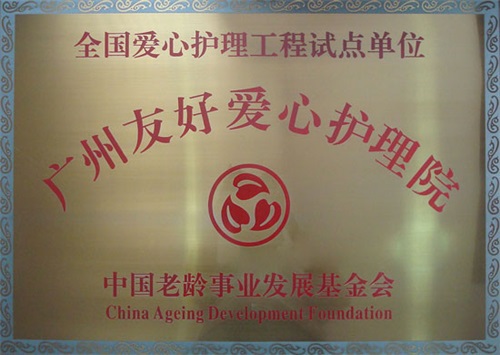 全国爱心护理工程试点单位
广州友好爱心护理院
中国老龄事业发展基金会
China Ageing Development Foundation